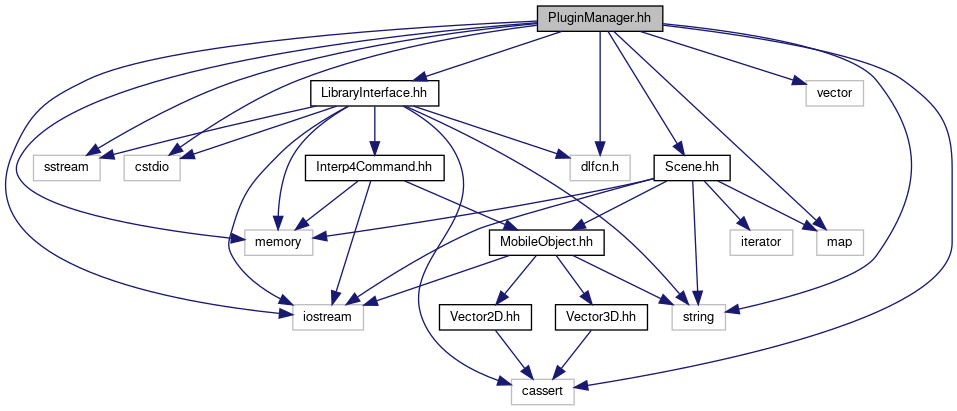 PluginManager.hh
LibraryInterface.hh
vector
sstream
cstdio
Interp4Command.hh
dlfcn.h
Scene.hh
memory
MobileObject.hh
iterator
map
iostream
Vector2D.hh
Vector3D.hh
string
cassert